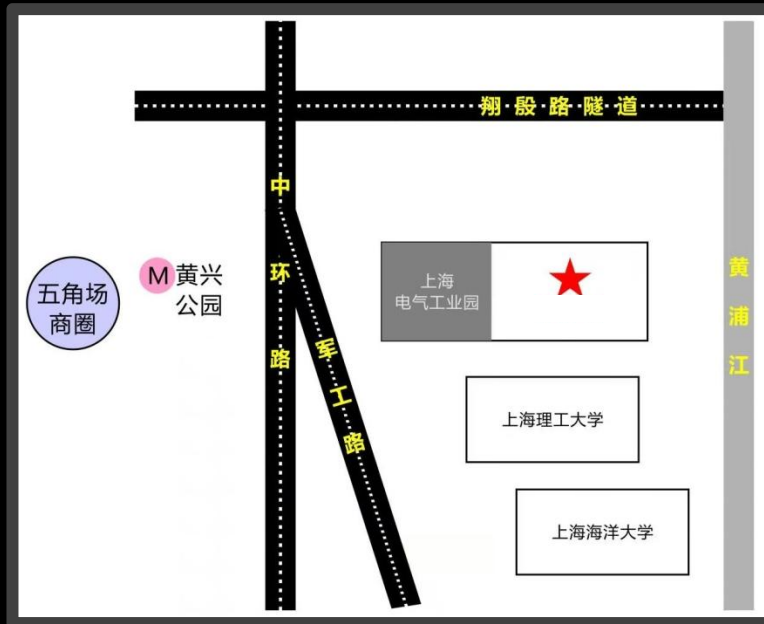 翔殷路隧道
中环路
M
黄兴
公园
五角场
商圈
上海
电气工业园
黄浦江
军工路
上海理工大学
上海海洋大学